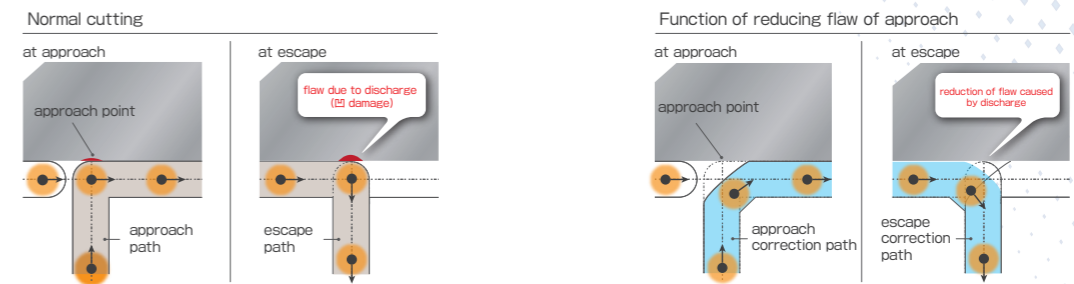 Normal cutting
at approach
approach point
approach
path
at escape
flaw due to discharge
(凹 damage)
escape
path
Function of reducing flaw of approach
at approach
approach point
approach
correction path
at escape
reduction of flaw caused
by discharge
escape
correction
path